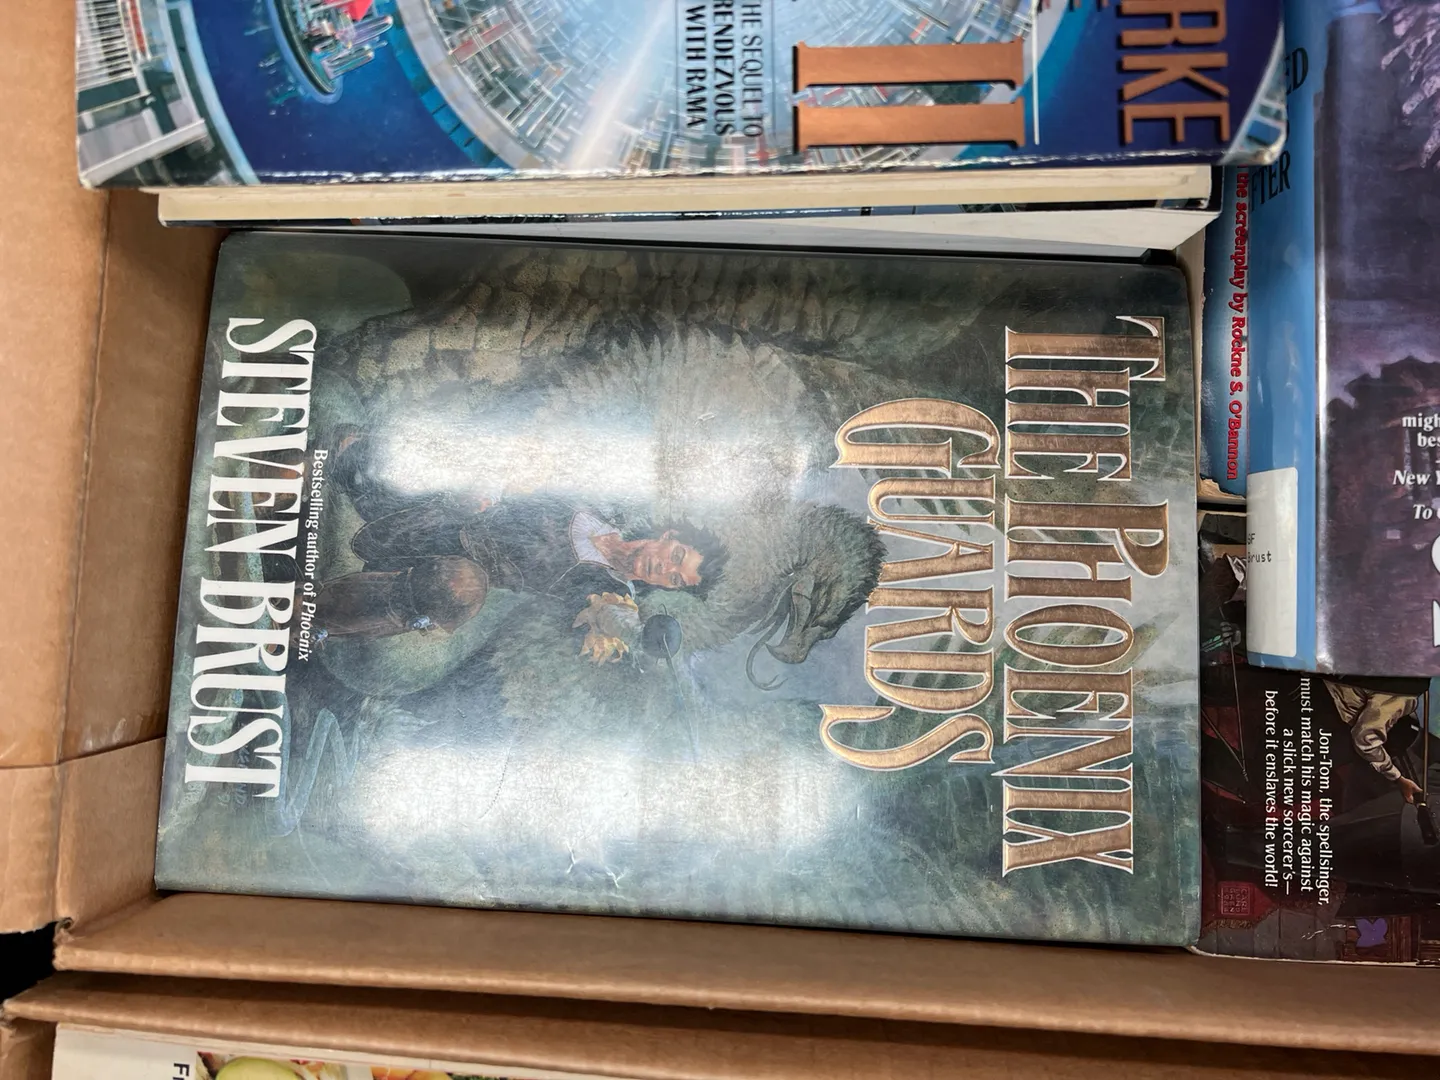 THE SEQUEL TO
RENDEZVOUS
WITH RAMA
II
RKE
THE PHOENIX
GUARDS
Bestselling author of Phoenix
STEVEN BRUST
the screenplay by Rockne S. O'Bannon
SF
Brust
New
To
Jon-Tom, the spellsinger,
must match his magic against
a slick new sorcerer's—
before it enslaves the world!